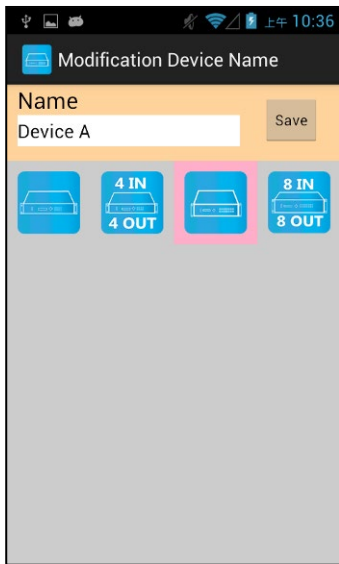 上午 10:36
Modification Device Name
Name
Device A
Save
4 IN
4 OUT
8 IN
8 OUT